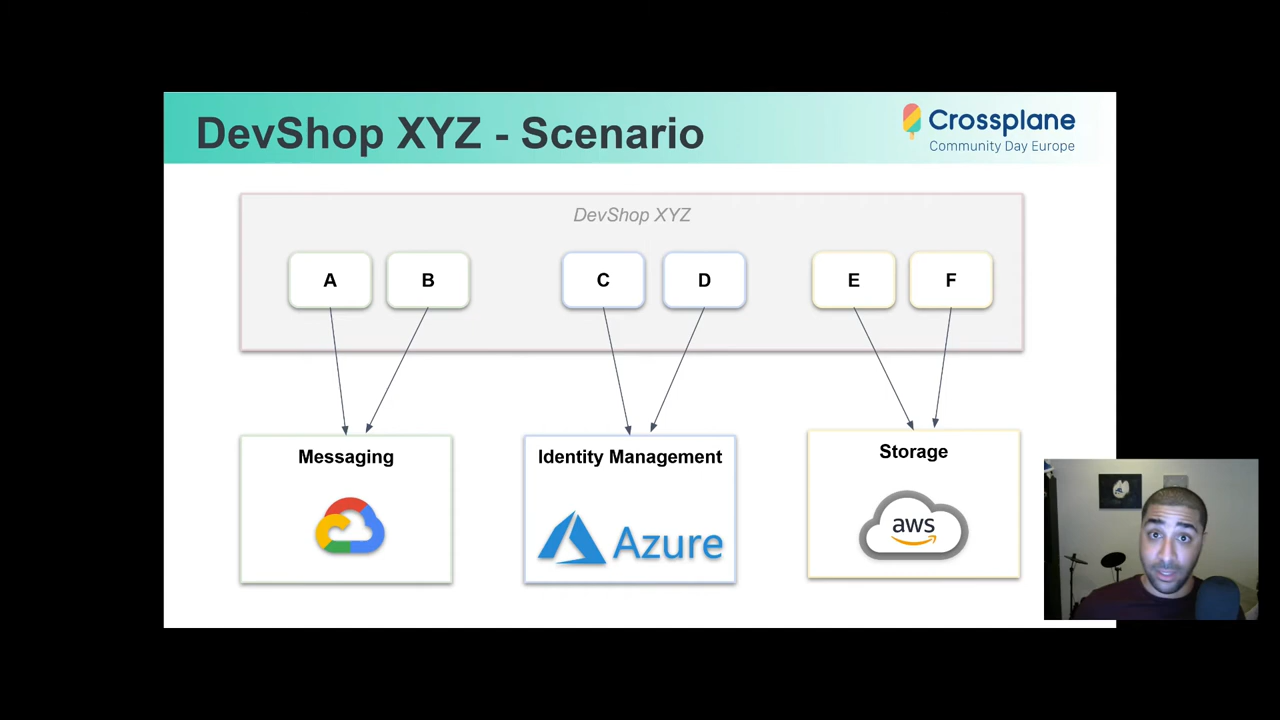 DevShop XYZ - Scenario
Crossplane
Community Day Europe
DevShop XYZ
A B C D E F
Messaging
Identity Management
Storage
Azure
aws